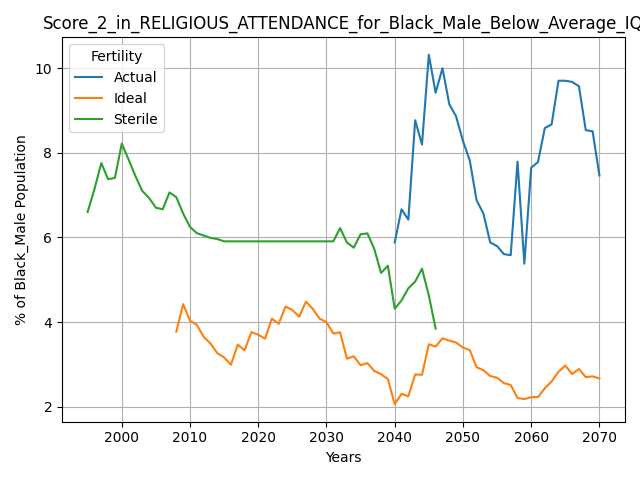 Score_2_in_RELIGIOUS_ATTENDANCE_for_Black_Male_Below_Average_IQ
Fertility
Actual
Ideal
Sterile
% of Black_Male Population
10
8
6
4
2
2000 2010 2020 2030 2040 2050 2060 2070
Years